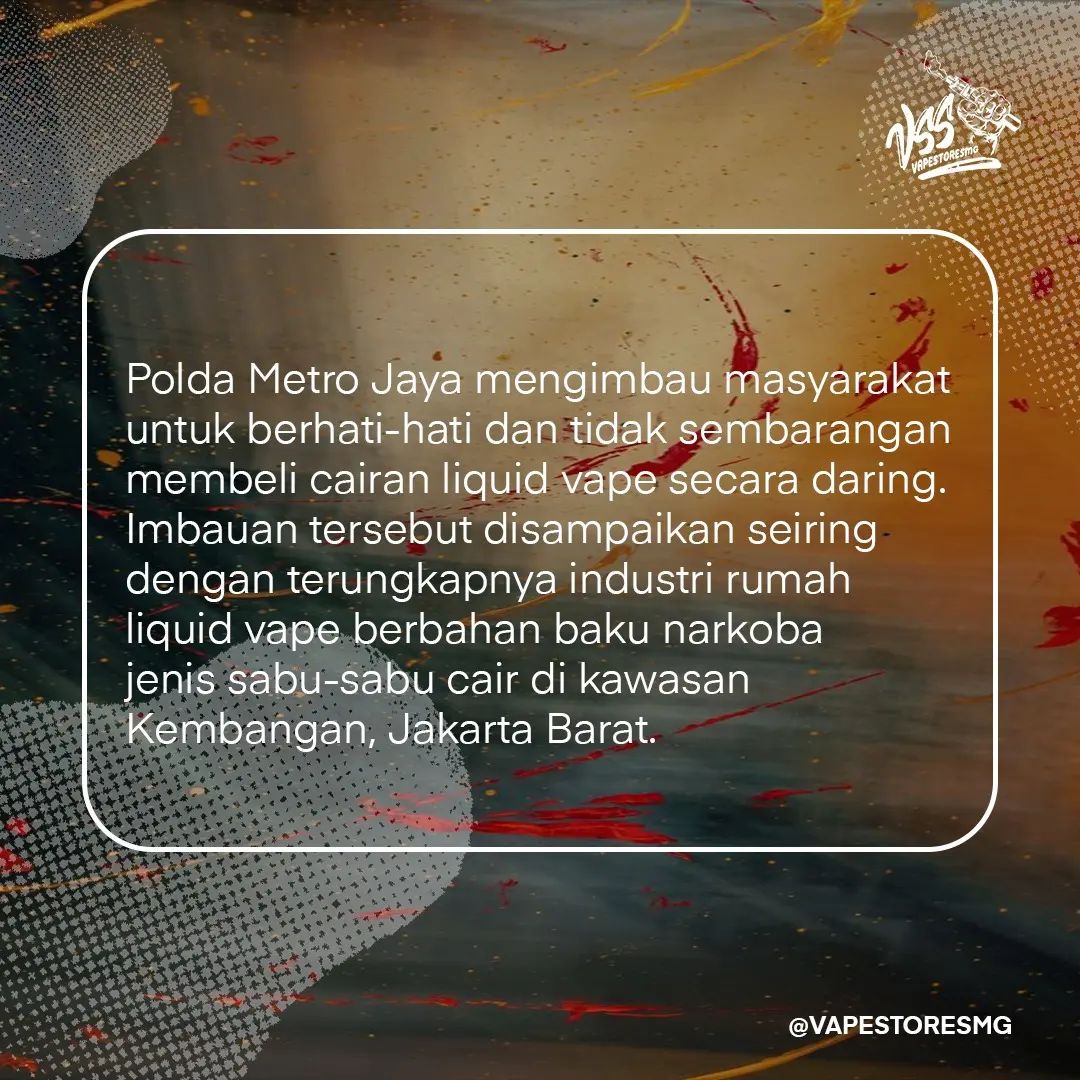 VSS
VAPESTORESMG
Polda Metro Jaya mengimbau masyarakat
untuk berhati-hati dan tidak sembarangan
membeli cairan liquid vape secara daring.
Imbauan tersebut disampaikan seiring
dengan terungkapnya industri rumah
liquid vape berbahan baku narkoba
jenis sabu-sabu cair di kawasan
Kembangan, Jakarta Barat.
@VAPESTORESMG